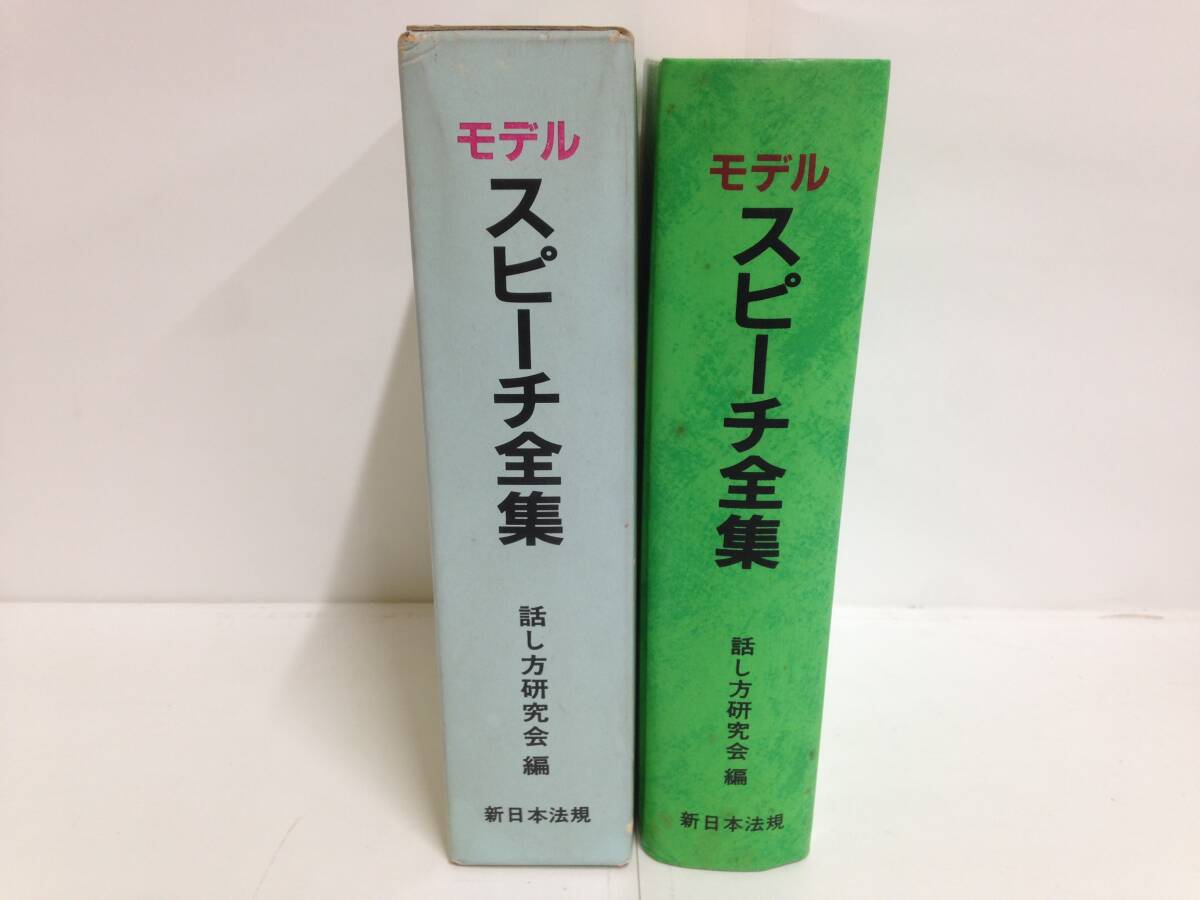 モデル
スピーチ全集
話し方研究会 編
新日本法規
モデル
スピーチ全集
話し方研究会 編
新日本法規